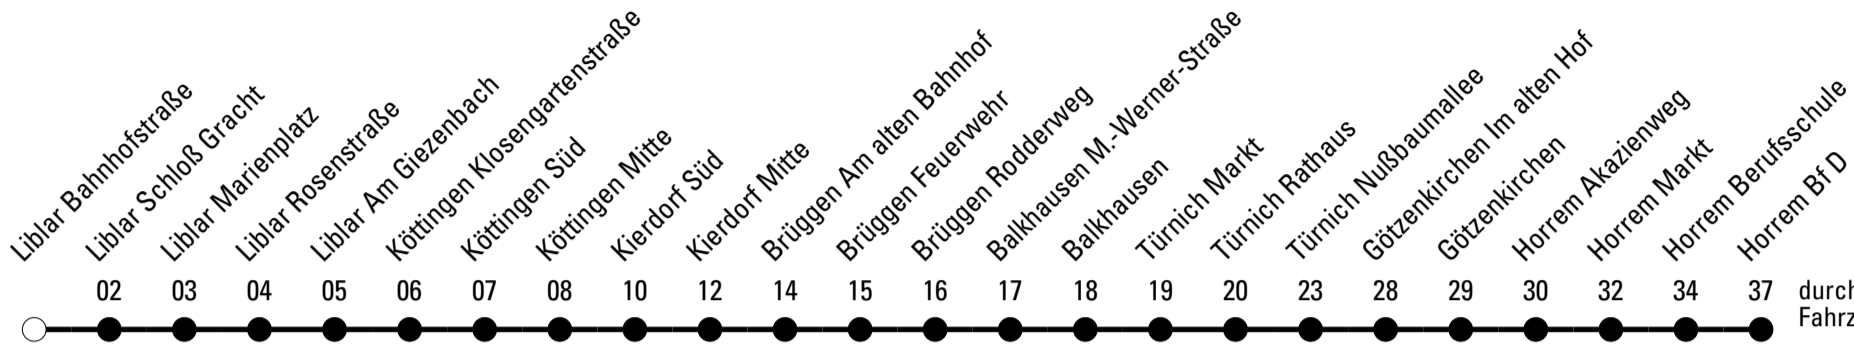 Liblar Bahnhofstraße
Liblar Schloß Gracht
Liblar Marienplatz
Liblar Rosenstraße
Liblar Am Giezenbach
Köttingen Klosengartenstraße
Köttingen Süd
Köttingen Mitte
Kierdorf Süd
Kierdorf Mitte
Brüggen Am alten Bahnhof
Brüggen Feuerwehr
Brüggen Rodderweg
Balkhausen M.-Werner-Straße
Balkhausen
Türnich Markt
Türnich Rathaus
Türnich Nußbaumallee
Götzenkirchen Im alten Hof
Götzenkirchen
Horrem Akazienweg
Horrem Markt
Horrem Berufsschule
Horrem Bf D
02 03 04 05 06 07 08 10 12 14 15 16 17 18 19 20 23 28 29 30 32 34 37